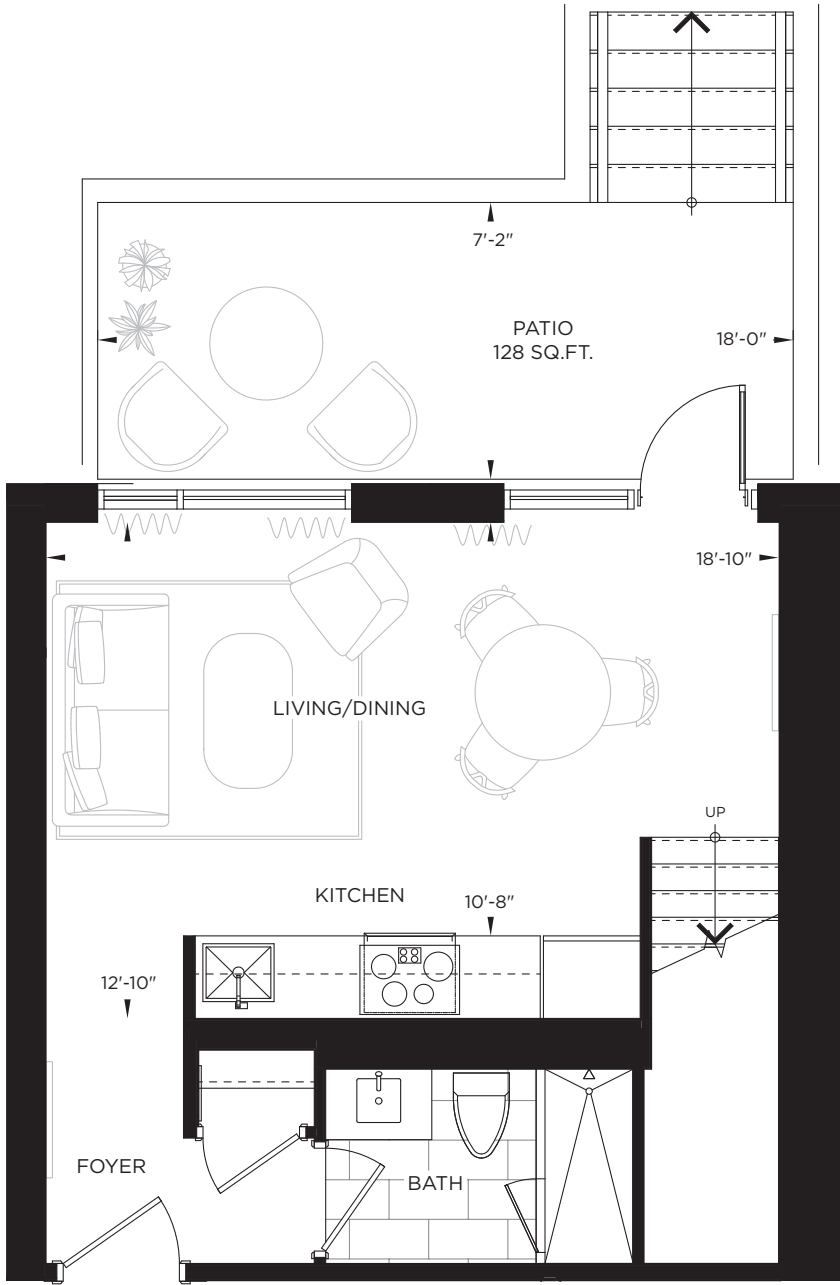 7'-2"
PATIO
128 SQ.FT.
18'-0"
18'-10"
LIVING/DINING
UP
KITCHEN
10'-8"
12'-10"
FOYER
BATH